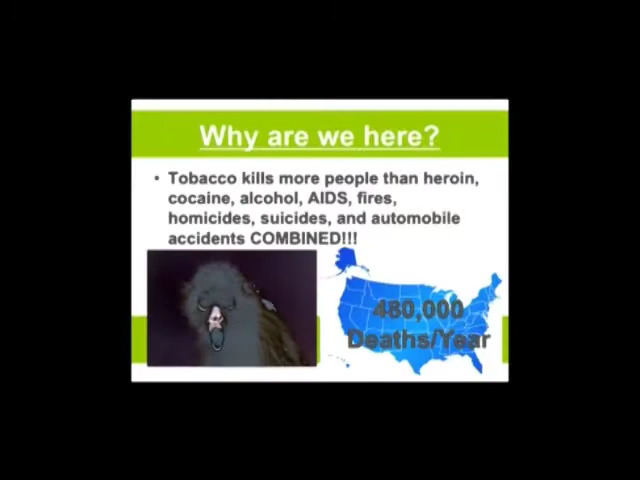 Why are we here?
• Tobacco kills more people than heroin,
cocaine, alcohol, AIDS, fires,
homicides, suicides, and automobile
accidents COMBINED!!!
480,000
Deaths/Year